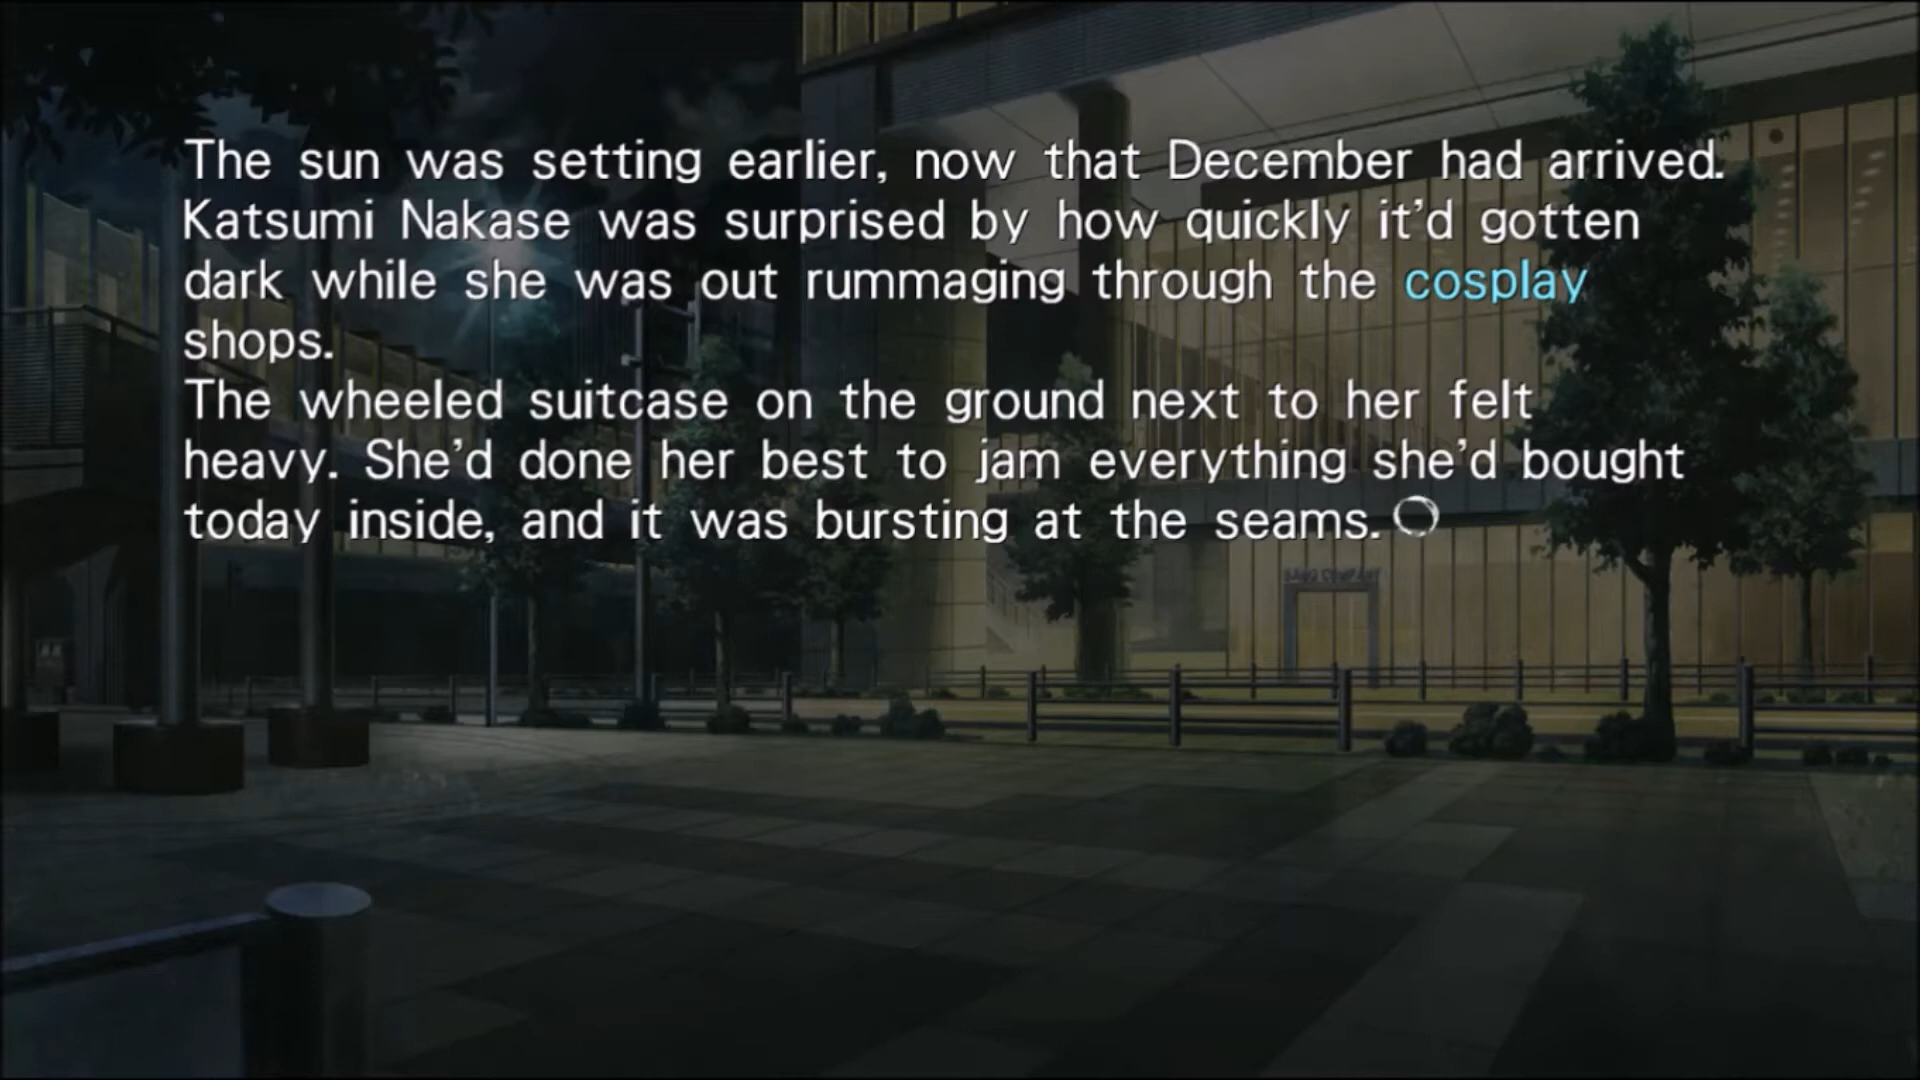 The sun was setting earlier, now that December had arrived.
Katsumi Nakase was surprised by how quickly it'd gotten
dark while she was out rummaging through the cosplay
shops.
The wheeled suitcase on the ground next to her felt
heavy. She'd done her best to jam everything she'd bought
today inside, and it was bursting at the seams.